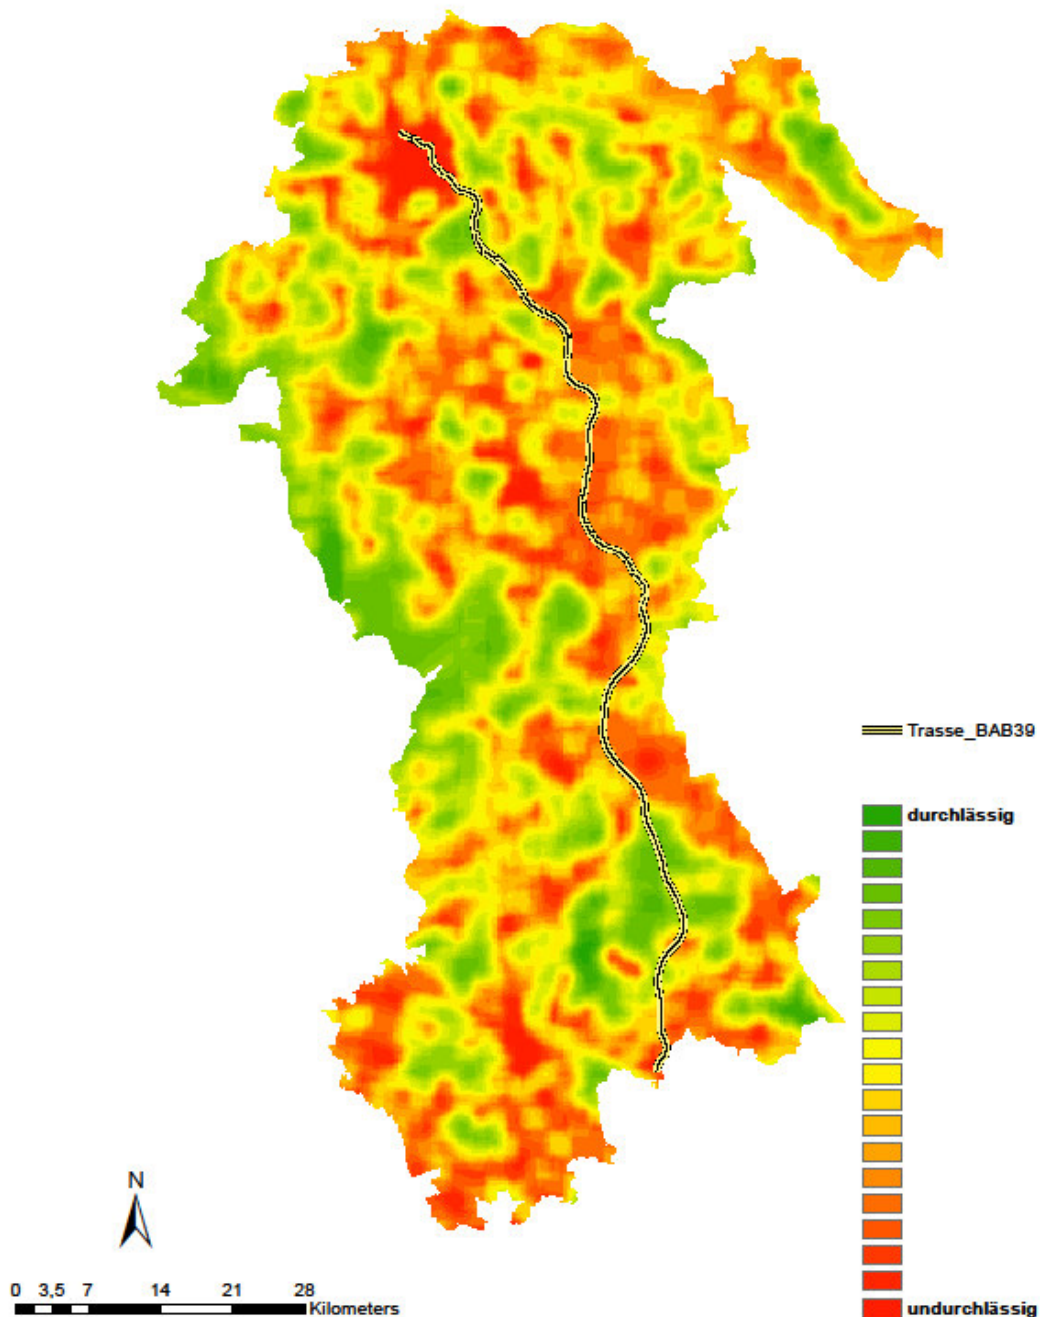 Trasse_BAB39
durchlässig
N
0 3,5 7 14 21 28
Kilometers
undurchlässig